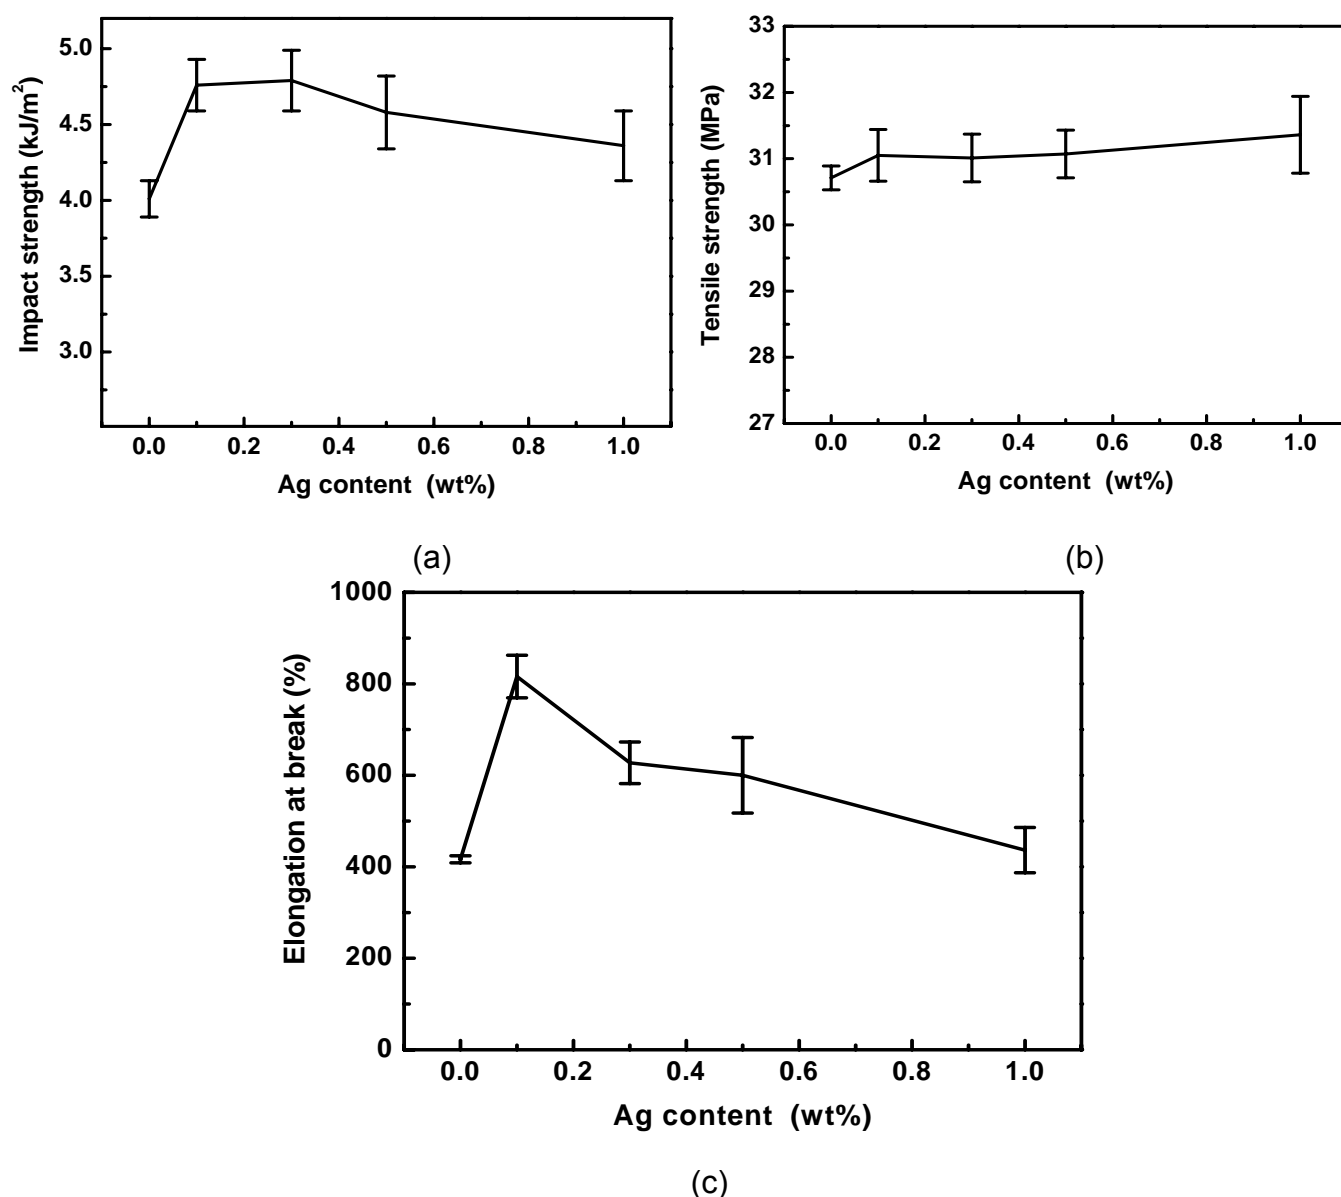 Impact strength (kJ/m²)
5.0
4.5
4.0
3.5
3.0
0.0 0.2 0.4 0.6 0.8 1.0
Ag content (wt%)
(a)
Tensile strength (MPa)
33
32
31
30
29
28
27
0.0 0.2 0.4 0.6 0.8 1.0
Ag content (wt%)
(b)
Elongation at break (%)
1000
800
600
400
200
0
0.0 0.2 0.4 0.6 0.8 1.0
Ag content (wt%)
(c)